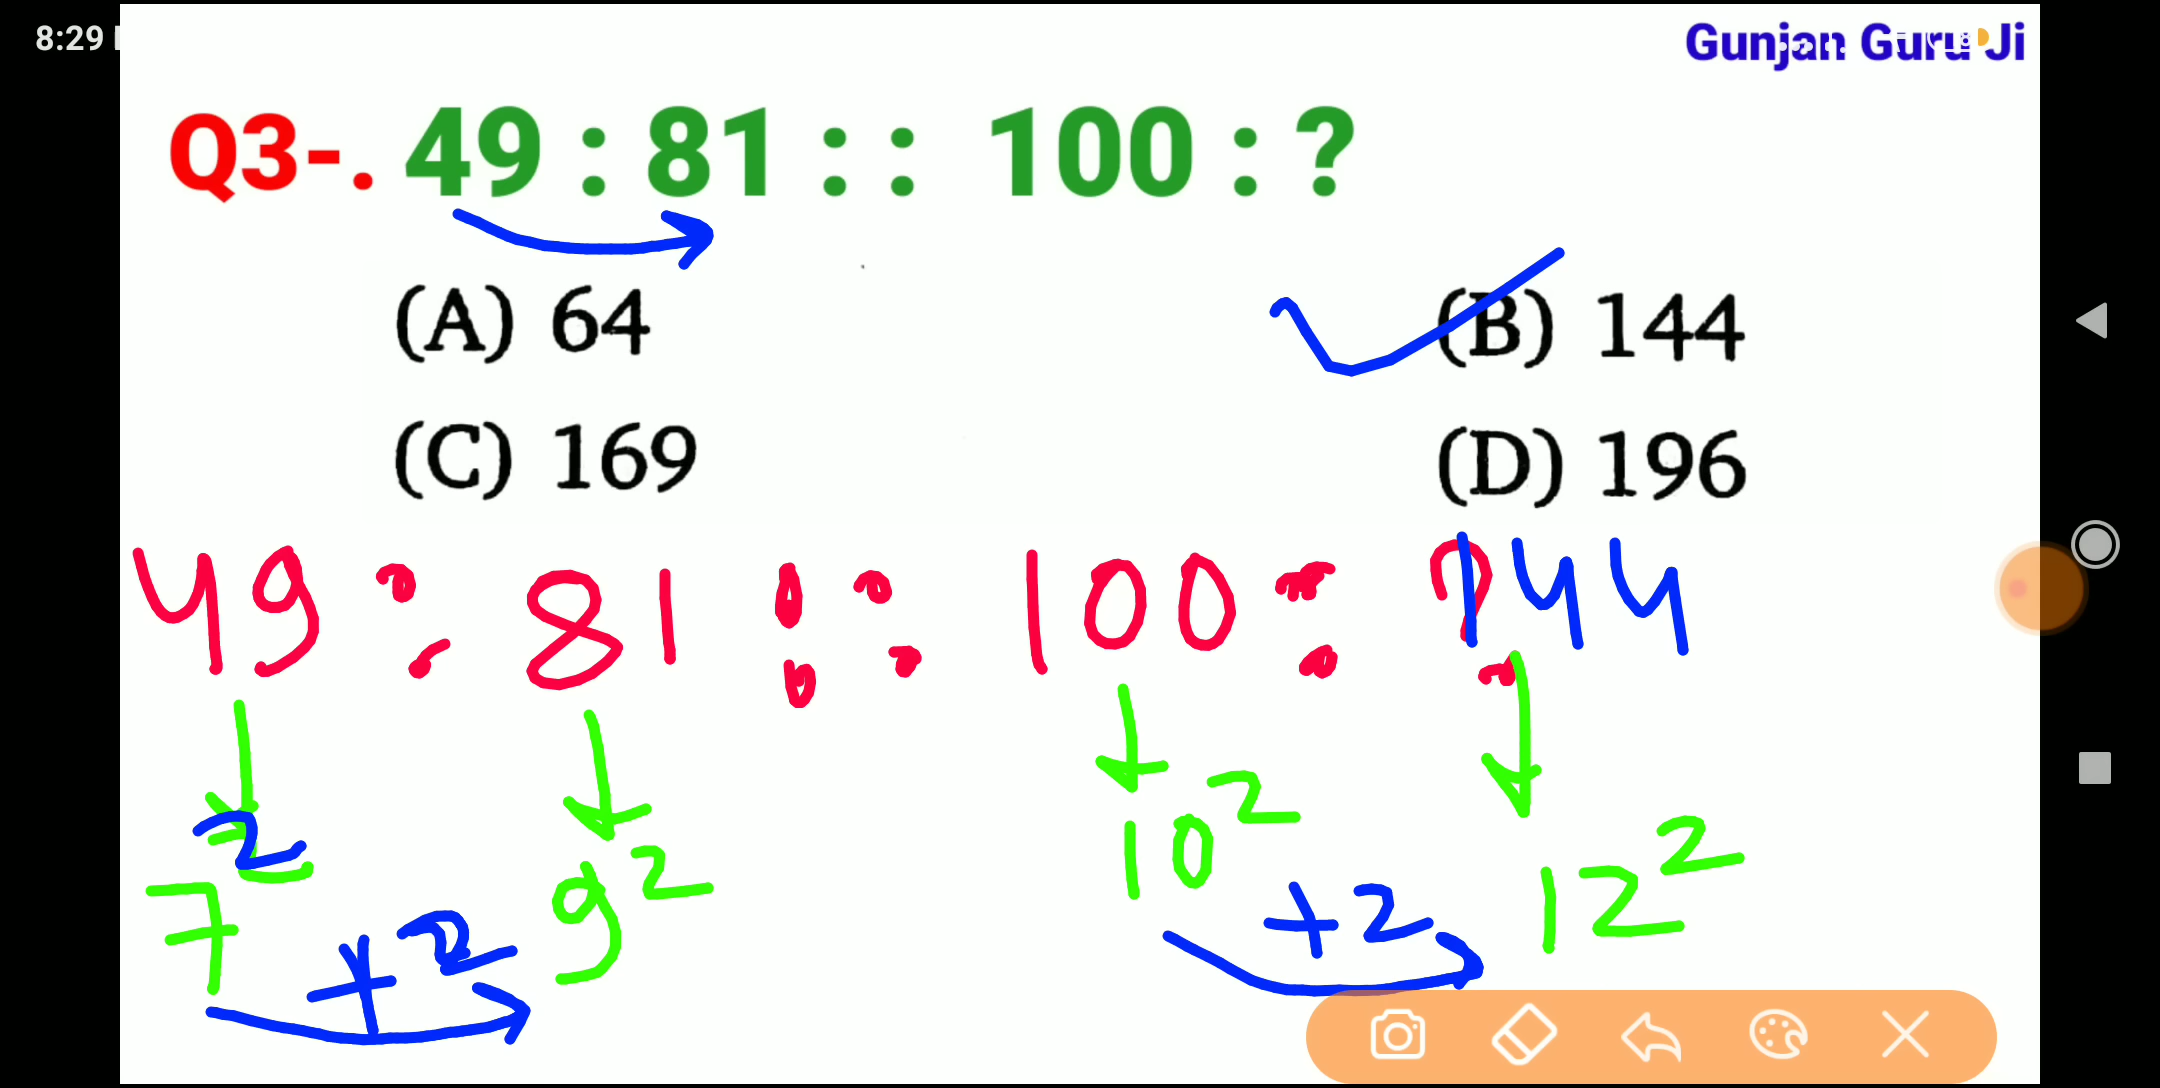 8:29
Gunjan Guru Ji
Q3-. 49 : 81 : : 100 : ?
(A) 64
(B) 144
(C) 169
(D) 196
49 : 81 : : 100 : ? 144
7² +2 9² 10² +2 12²